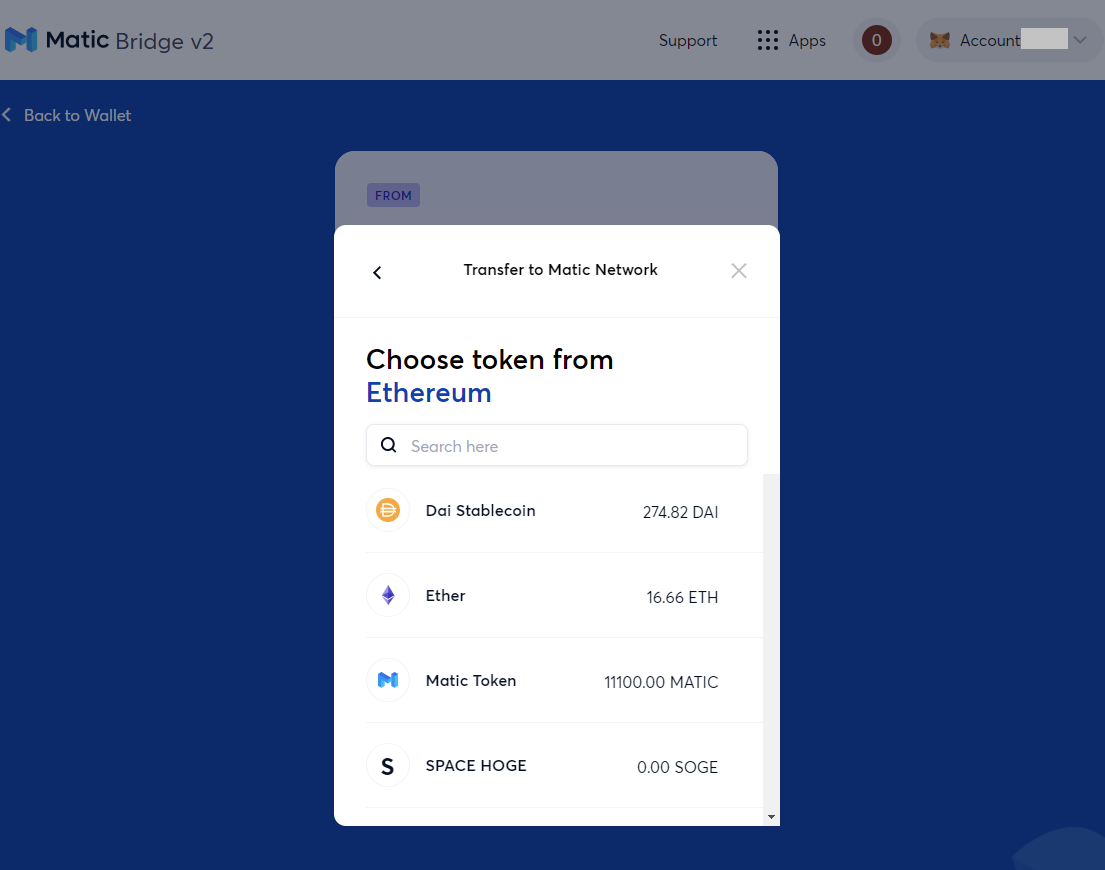 Matic Bridge v2
Support
Apps
0
Account
Back to Wallet
FROM
Transfer to Matic Network
Choose token from
Ethereum
Search here
Dai Stablecoin 274.82 DAI
Ether 16.66 ETH
Matic Token 11100.00 MATIC
S SPACE HOGE 0.00 SOGE